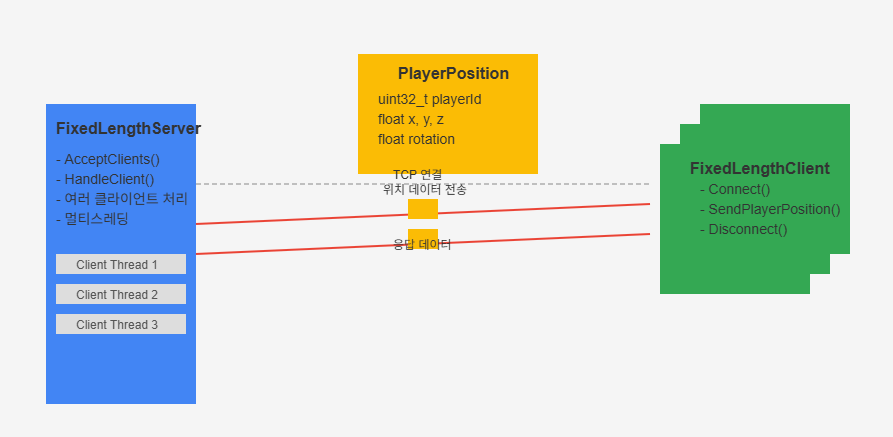 PlayerPosition
uint32_t playerId
float x, y, z
float rotation
FixedLengthServer
- AcceptClients()
- HandleClient()
- 여러 클라이언트 처리
- 멀티스레딩
Client Thread 1
Client Thread 2
Client Thread 3
TCP 연결
위치 데이터 전송
응답 데이터
FixedLengthClient
- Connect()
- SendPlayerPosition()
- Disconnect()